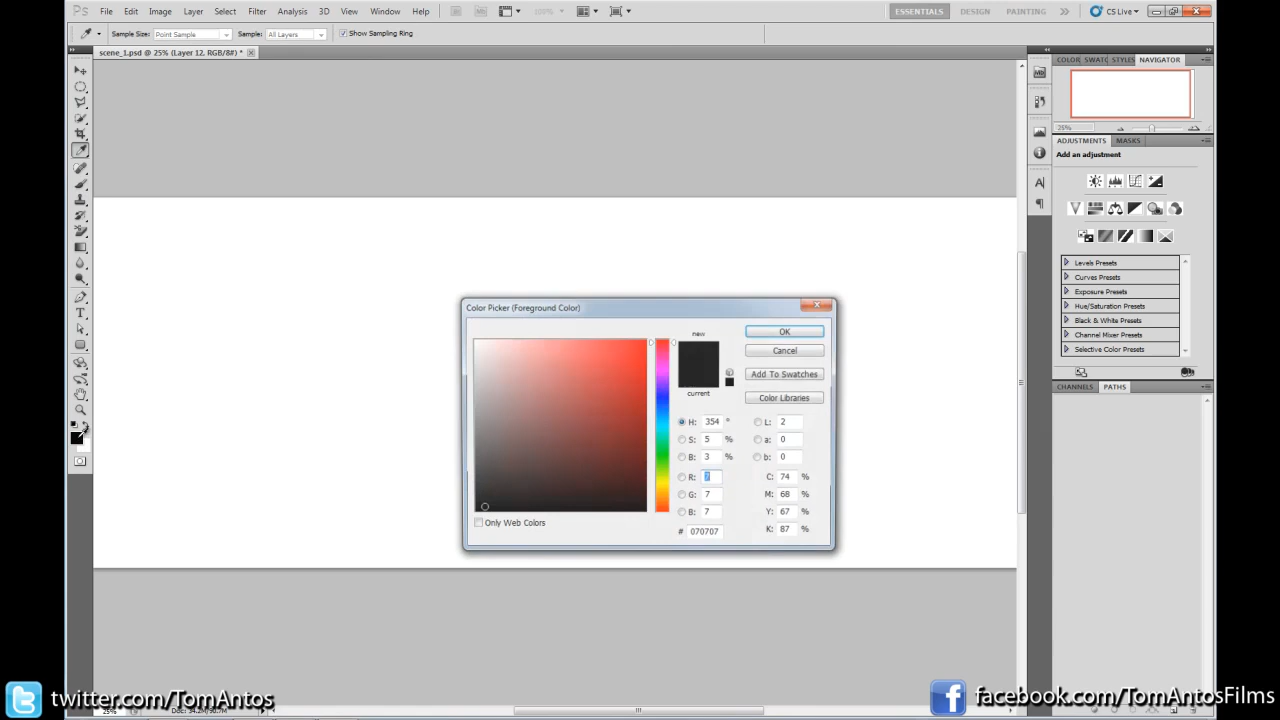 Ps File Edit Image Layer Select Filter Analysis 3D View Window Help
ESSENTIALS DESIGN PAINTING CS Live
Sample Size: Point Sample Sample: All Layers Show Sampling Ring
scene_1.psd @ 25% (Layer 12, RGB/8#) *
COLOR SWATC STYLES NAVIGATOR
25%
ADJUSTMENTS MASKS
Add an adjustment
Levels Presets
Curves Presets
Exposure Presets
Hue/Saturation Presets
Black & White Presets
Channel Mixer Presets
Selective Color Presets
CHANNELS PATHS
Color Picker (Foreground Color)
new
current
OK
Cancel
Add To Swatches
Color Libraries
H: 354 °
S: 5 %
B: 3 %
R: 7
G: 7
B: 7
# 070707
L: 2
a: 0
b: 0
C: 74 %
M: 68 %
Y: 67 %
K: 87 %
Only Web Colors
twitter.com/TomAntos
facebook.com/TomAntosFilms